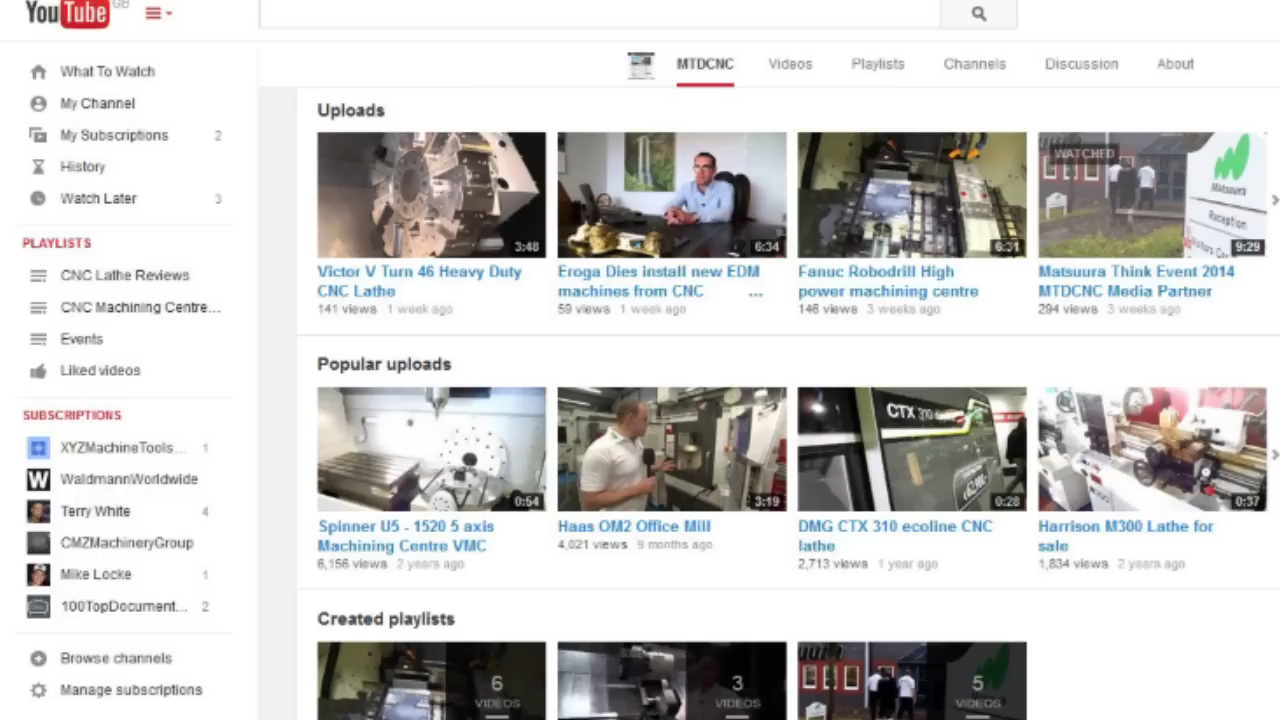 YouTube GB
What To Watch
My Channel
My Subscriptions 2
History
Watch Later 3
PLAYLISTS
CNC Lathe Reviews
CNC Machining Centre...
Events
Liked videos
SUBSCRIPTIONS
XYZMachineTools... 1
WaldmannWorldwide
Terry White 4
CMZMachineryGroup
Mike Locke 1
100TopDocument... 2
Browse channels
Manage subscriptions
MTDCNC Videos Playlists Channels Discussion About
Uploads
3:48
Victor V Turn 46 Heavy Duty
CNC Lathe
141 views 1 week ago
6:34
Eroga Dies install new EDM
machines from CNC ...
59 views 1 week ago
6:31
Fanuc Robodrill High
power machining centre
146 views 3 weeks ago
WATCHED
Matsuura
Reception
9:29
Matsuura Think Event 2014
MTDCNC Media Partner
294 views 3 weeks ago
Popular uploads
0:54
Spinner U5 - 1520 5 axis
Machining Centre VMC
6,156 views 2 years ago
3:19
Haas OM2 Office Mill
4,021 views 9 months ago
CTX 310
0:28
DMG CTX 310 ecoline CNC
lathe
2,713 views 1 year ago
0:37
Harrison M300 Lathe for
sale
1,834 views 2 years ago
Created playlists
6
VIDEOS
3
VIDEOS
5
VIDEOS